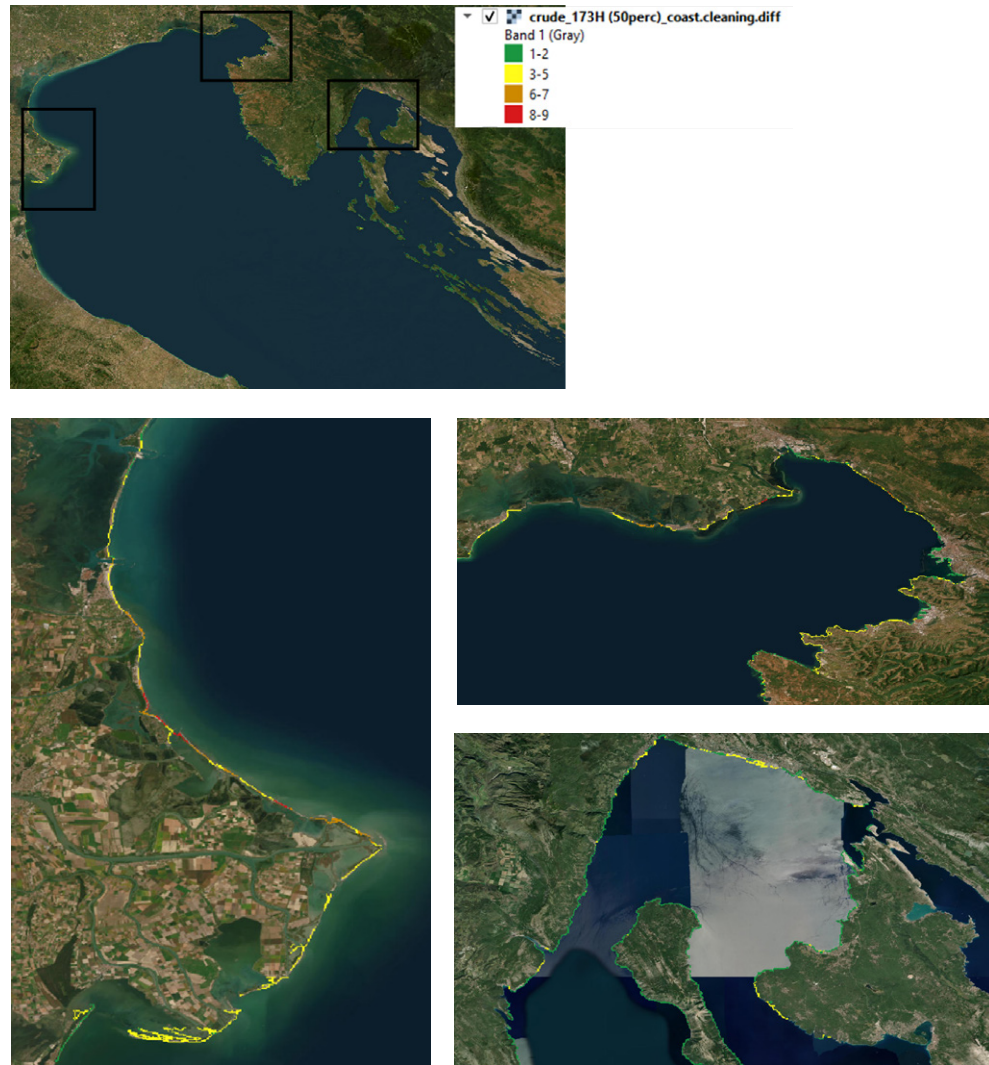 crude_173H (50perc)_coast.cleaning.diff
Band 1 (Gray)
1-2
3-5
6-7
8-9